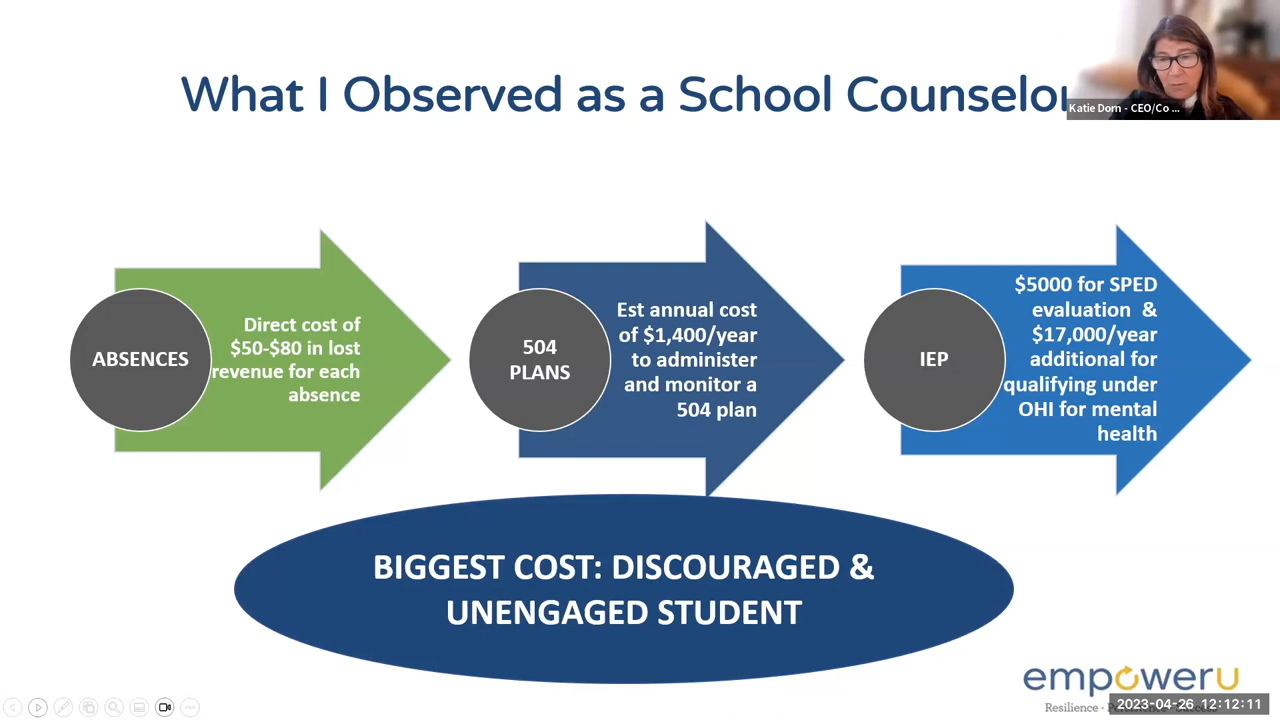 What I Observed as a School Counselor
Katie Dorn - CEO/Co ...
ABSENCES
Direct cost of
$50-$80 in lost
revenue for each
absence
504
PLANS
Est annual cost
of $1,400/year
to administer
and monitor a
504 plan
IEP
$5000 for SPED
evaluation &
$17,000/year
additional for
qualifying under
OHI for mental
health
BIGGEST COST: DISCOURAGED &
UNENGAGED STUDENT
empoweru
Resilience ·
2023-04-26 12:12:11